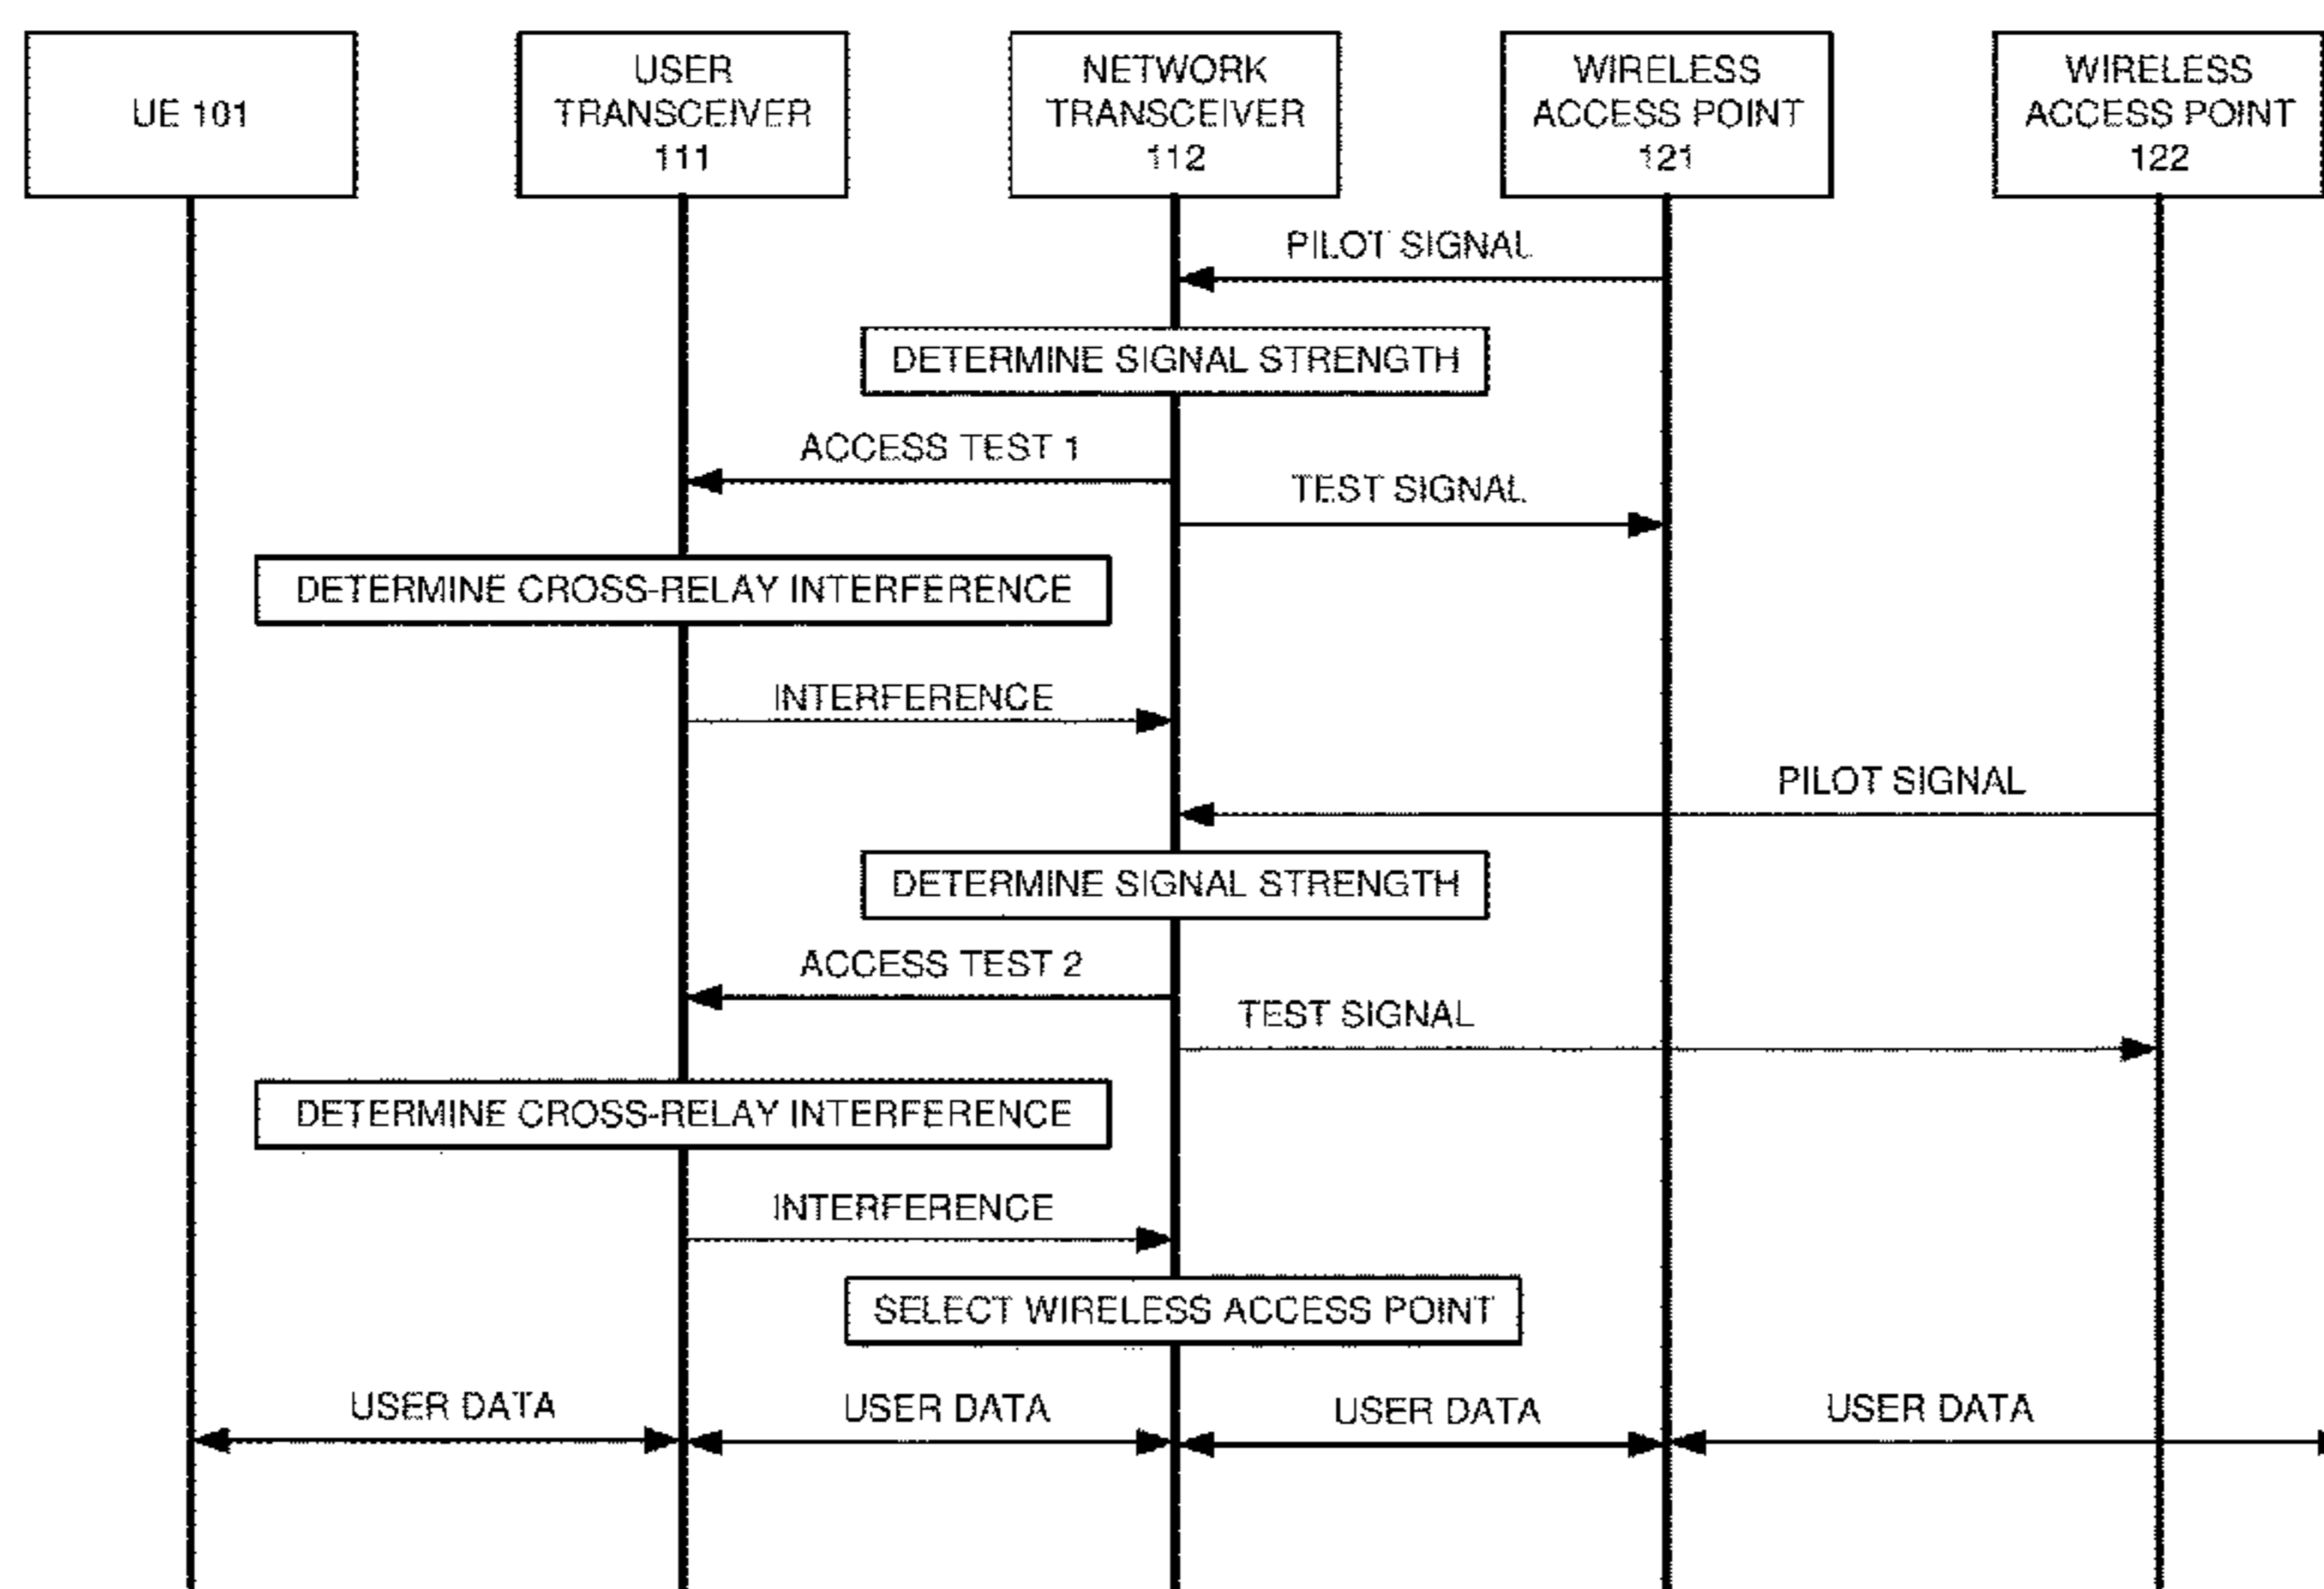 UE 101
USER
TRANSCEIVER
111
NETWORK
TRANSCEIVER
112
WIRELESS
ACCESS POINT
121
WIRELESS
ACCESS POINT
122
PILOT SIGNAL
DETERMINE SIGNAL STRENGTH
ACCESS TEST 1
TEST SIGNAL
DETERMINE CROSS-RELAY INTERFERENCE
INTERFERENCE
PILOT SIGNAL
DETERMINE SIGNAL STRENGTH
ACCESS TEST 2
TEST SIGNAL
DETERMINE CROSS-RELAY INTERFERENCE
INTERFERENCE
SELECT WIRELESS ACCESS POINT
USER DATA
USER DATA
USER DATA
USER DATA